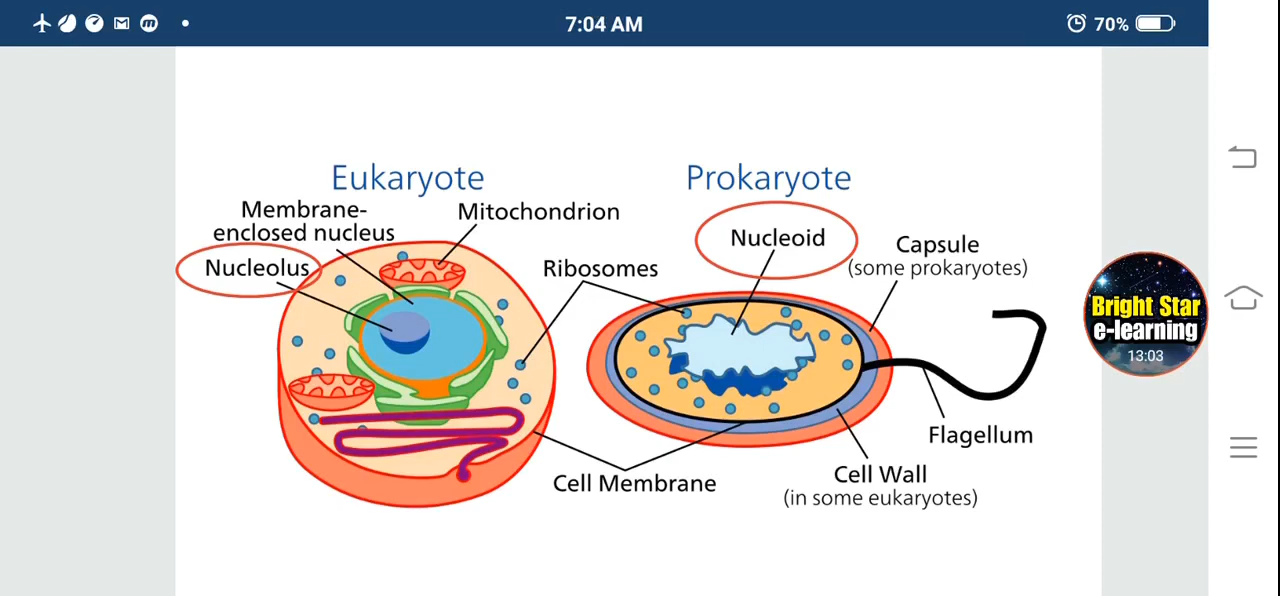 7:04 AM
70%
Eukaryote
Prokaryote
Membrane-
enclosed nucleus
Mitochondrion
Nucleolus
Ribosomes
Nucleoid
Capsule
(some prokaryotes)
Bright Star
e-learning
13:03
Flagellum
Cell Membrane
Cell Wall
(in some eukaryotes)